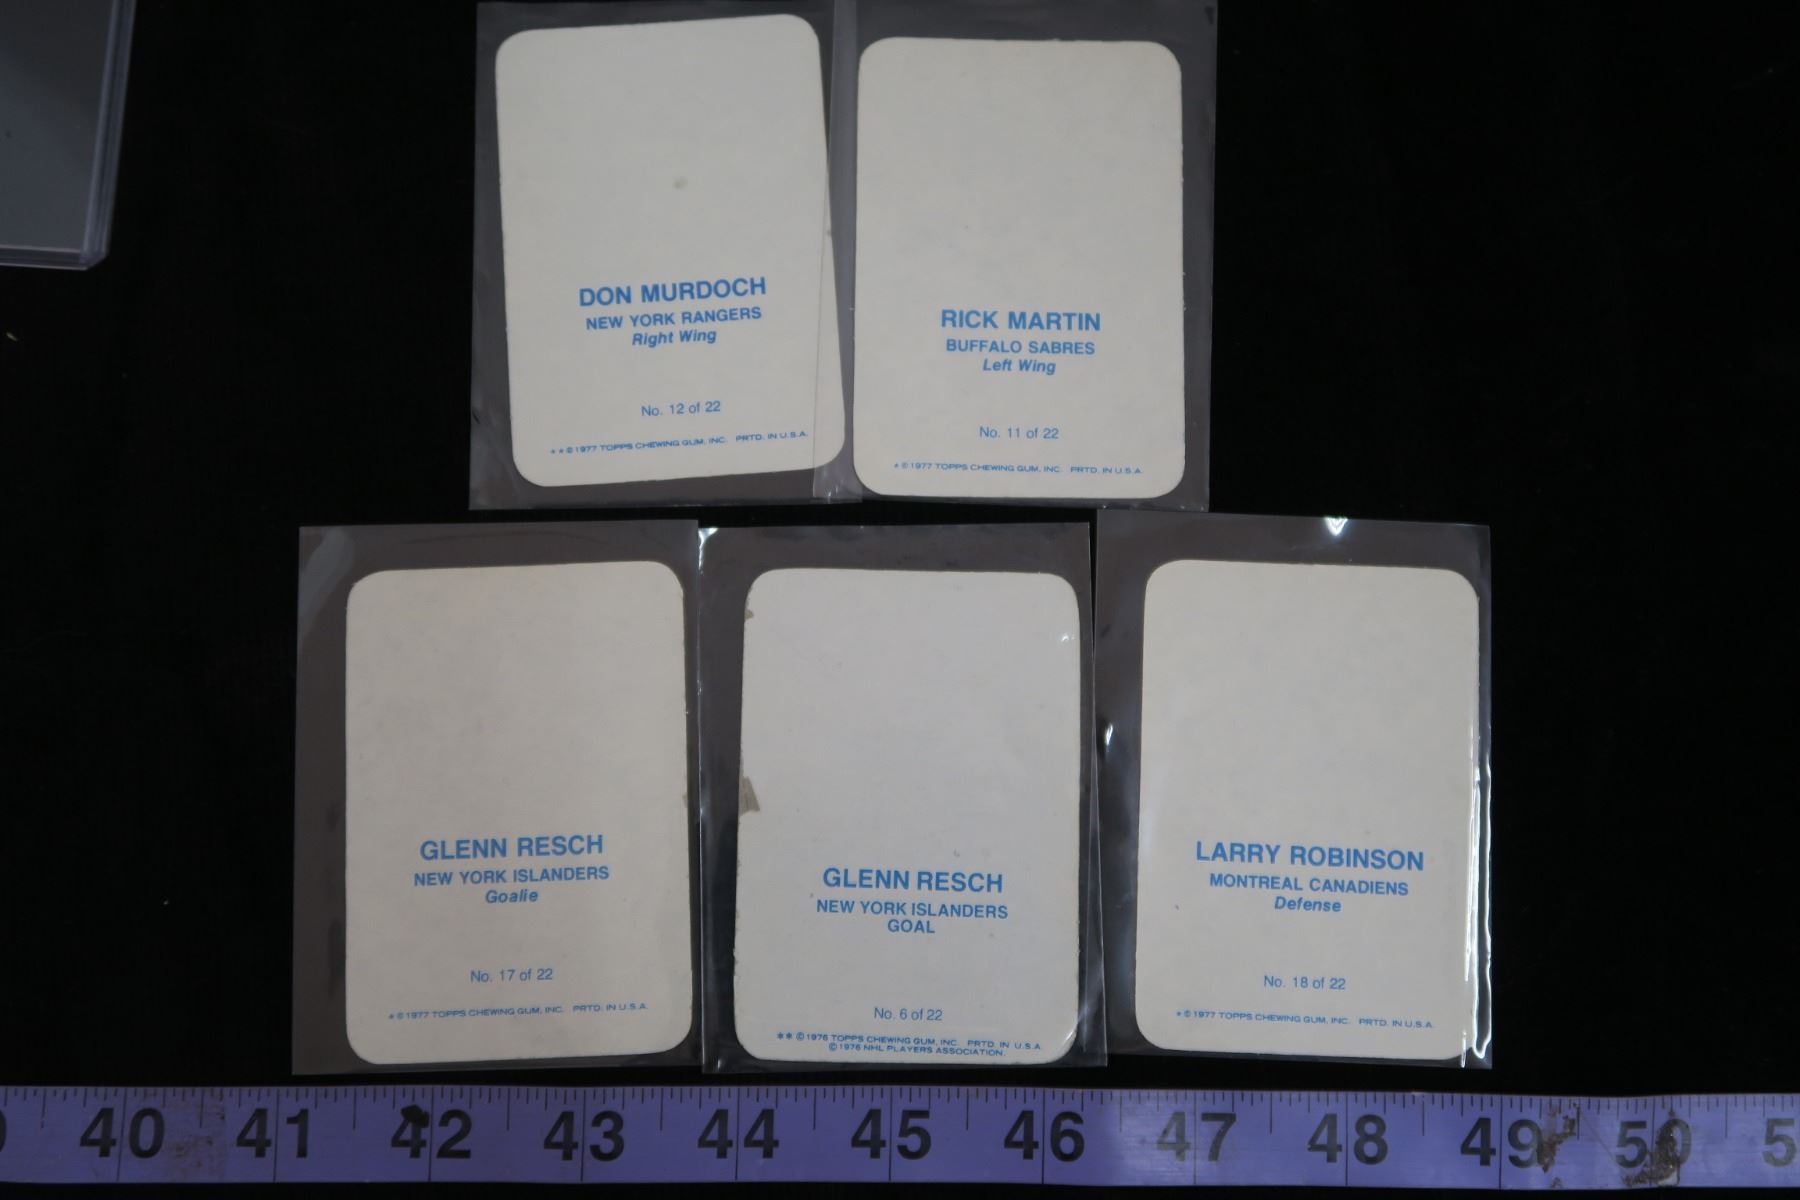 DON MURDOCH
NEW YORK RANGERS
Right Wing
No. 12 of 22
**©1977 TOPPS CHEWING GUM, INC. PRTD. IN U.S.A.
RICK MARTIN
BUFFALO SABRES
Left Wing
No. 11 of 22
*©1977 TOPPS CHEWING GUM, INC. PRTD. IN U.S.A.
GLENN RESCH
NEW YORK ISLANDERS
Goalie
No. 17 of 22
*©1977 TOPPS CHEWING GUM, INC. PRTD. IN U.S.A.
GLENN RESCH
NEW YORK ISLANDERS
GOAL
No. 6 of 22
**©1976 TOPPS CHEWING GUM, INC. PRTD. IN U.S.A.
©1976 NHL PLAYERS ASSOCIATION.
LARRY ROBINSON
MONTREAL CANADIENS
Defense
No. 18 of 22
*©1977 TOPPS CHEWING GUM, INC. PRTD. IN U.S.A.
40 41 42 43 44 45 46 47 48 49 50